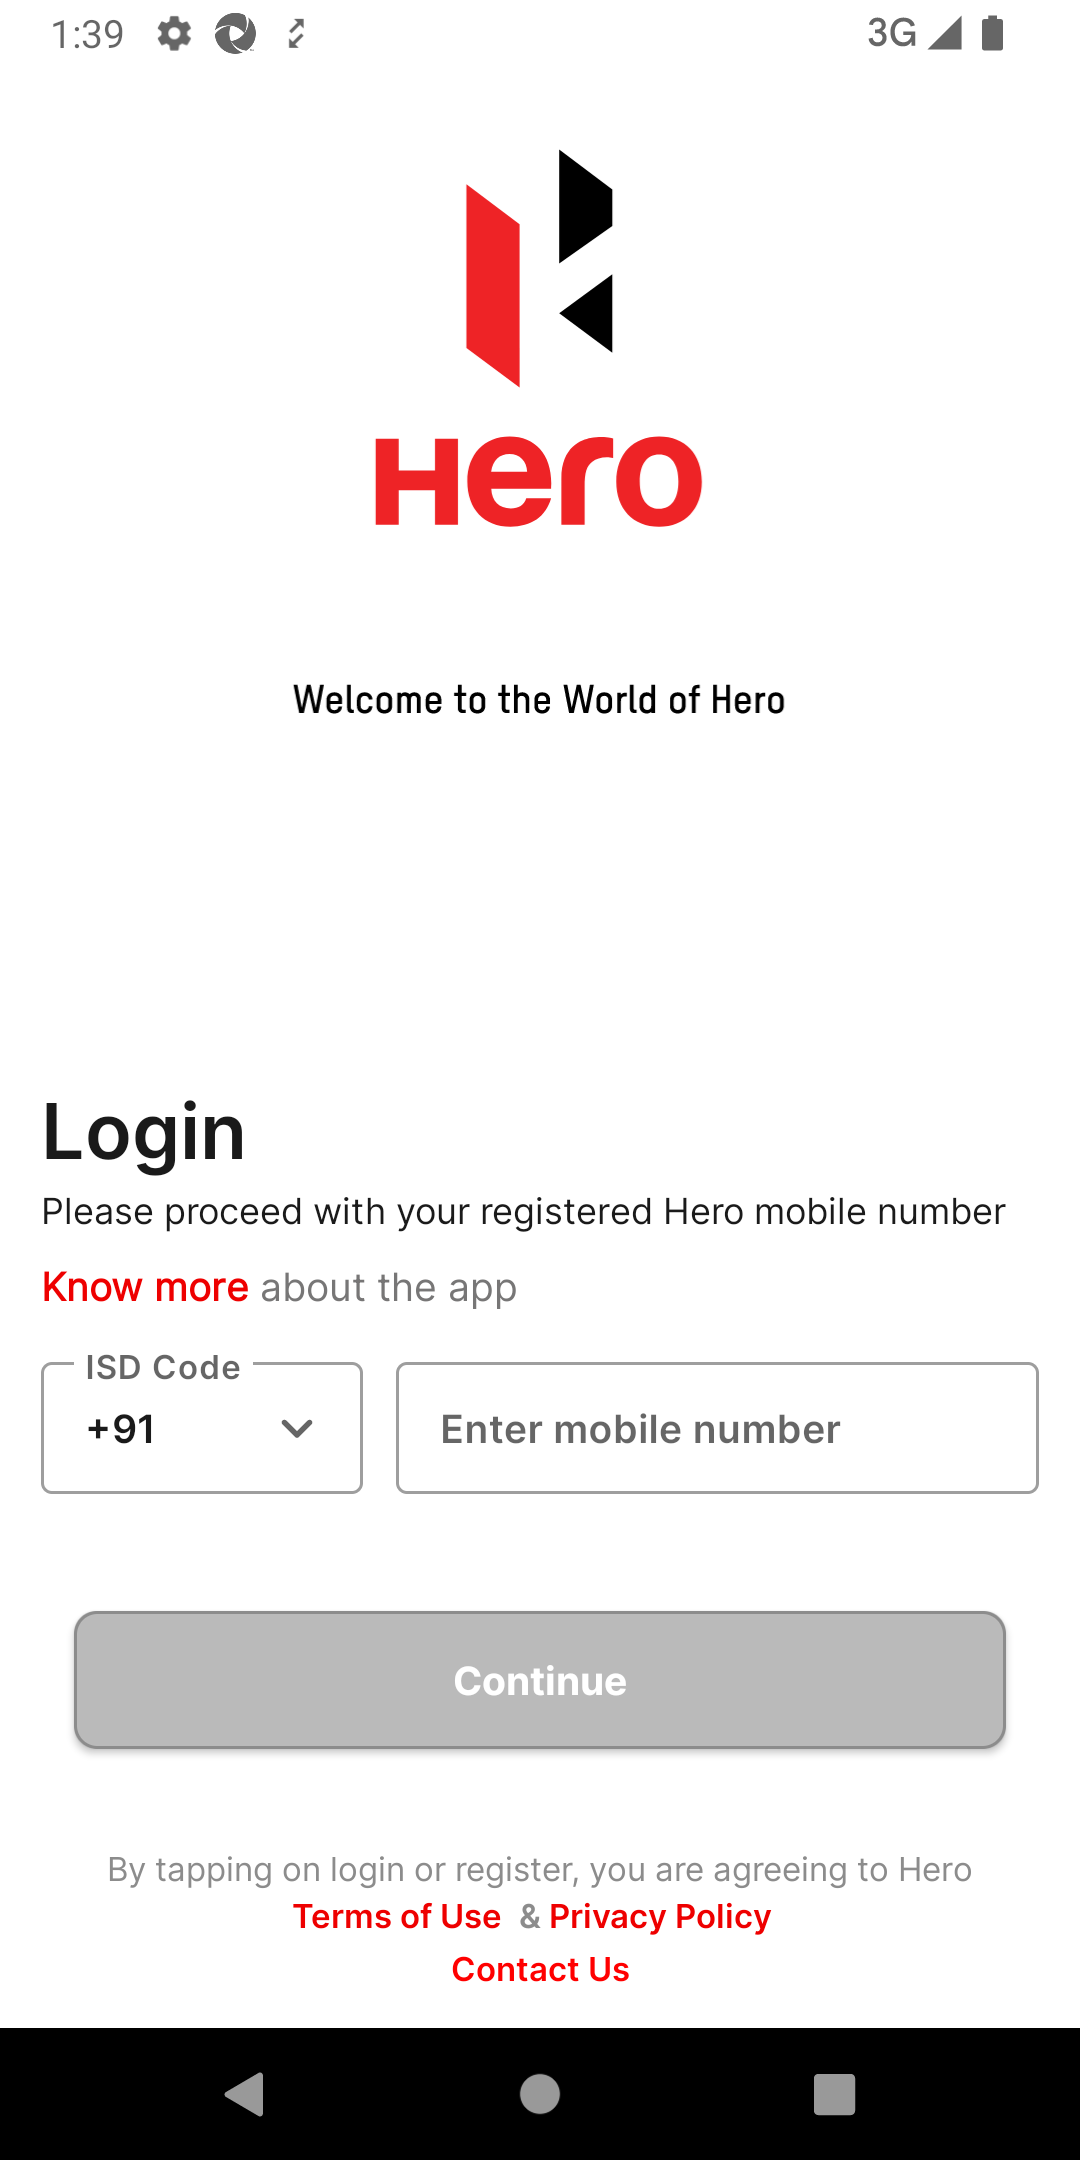 1:39 3G
Hero
Welcome to the World of Hero
Login
Please proceed with your registered Hero mobile number
Know more about the app
ISD Code
+91
Enter mobile number
Continue
By tapping on login or register, you are agreeing to Hero
Terms of Use & Privacy Policy
Contact Us